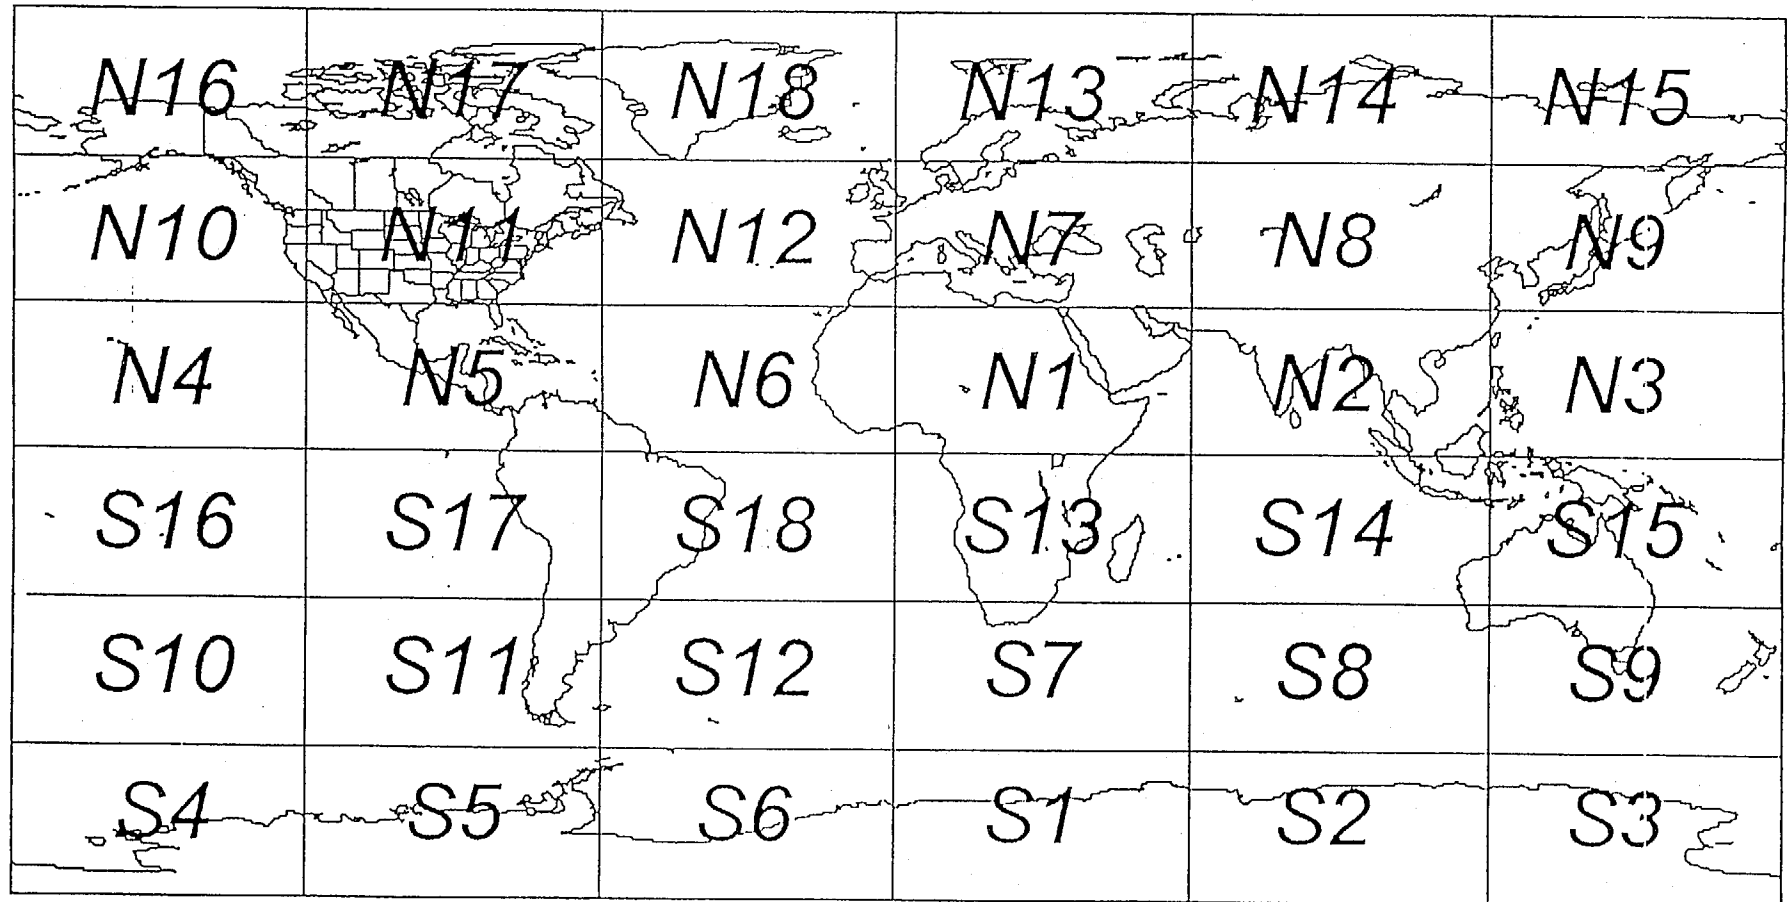 N16 N17 N18 N13 N14 N15
N10 N11 N12 N7 N8 N9
N4 N5 N6 N1 N2 N3
S16 S17 S18 S13 S14 S15
S10 S11 S12 S7 S8 S9
S4 S5 S6 S1 S2 S3